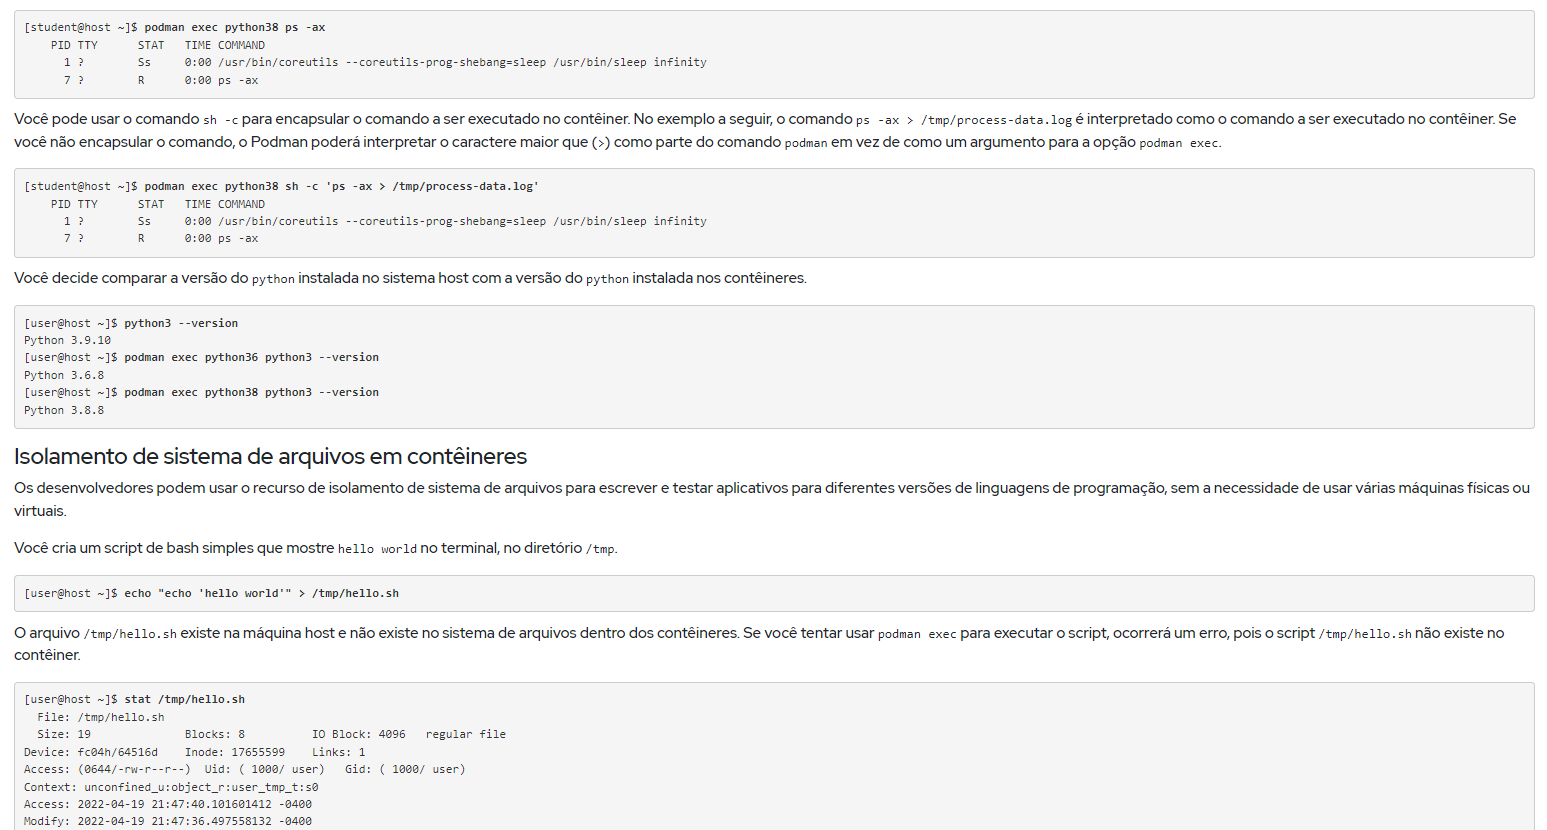 [student@host ~]$ podman exec python38 ps -ax
    PID TTY      STAT   TIME COMMAND
      1 ?        Ss     0:00 /usr/bin/coreutils --coreutils-prog-shebang=sleep /usr/bin/sleep infinity
      7 ?        R      0:00 ps -ax
Você pode usar o comando sh -c para encapsular o comando a ser executado no contêiner. No exemplo a seguir, o comando ps -ax > /tmp/process-data.log é interpretado como o comando a ser executado no contêiner. Se
você não encapsular o comando, o Podman poderá interpretar o caractere maior que (>) como parte do comando podman em vez de como um argumento para a opção podman exec.
[student@host ~]$ podman exec python38 sh -c 'ps -ax > /tmp/process-data.log'
    PID TTY      STAT   TIME COMMAND
      1 ?        Ss     0:00 /usr/bin/coreutils --coreutils-prog-shebang=sleep /usr/bin/sleep infinity
      7 ?        R      0:00 ps -ax
Você decide comparar a versão do python instalada no sistema host com a versão do python instalada nos contêineres.
[user@host ~]$ python3 --version
Python 3.9.10
[user@host ~]$ podman exec python36 python3 --version
Python 3.6.8
[user@host ~]$ podman exec python38 python3 --version
Python 3.8.8
Isolamento de sistema de arquivos em contêineres
Os desenvolvedores podem usar o recurso de isolamento de sistema de arquivos para escrever e testar aplicativos para diferentes versões de linguagens de programação, sem a necessidade de usar várias máquinas físicas ou
virtuais.
Você cria um script de bash simples que mostre hello world no terminal, no diretório /tmp.
[user@host ~]$ echo "echo 'hello world'" > /tmp/hello.sh
O arquivo /tmp/hello.sh existe na máquina host e não existe no sistema de arquivos dentro dos contêineres. Se você tentar usar podman exec para executar o script, ocorrerá um erro, pois o script /tmp/hello.sh não existe no
contêiner.
[user@host ~]$ stat /tmp/hello.sh
  File: /tmp/hello.sh
  Size: 19              Blocks: 8          IO Block: 4096   regular file
Device: fc04h/64516d    Inode: 17655599    Links: 1
Access: (0644/-rw-r--r--)  Uid: ( 1000/ user)   Gid: ( 1000/ user)
Context: unconfined_u:object_r:user_tmp_t:s0
Access: 2022-04-19 21:47:40.101601412 -0400
Modify: 2022-04-19 21:47:36.497558132 -0400